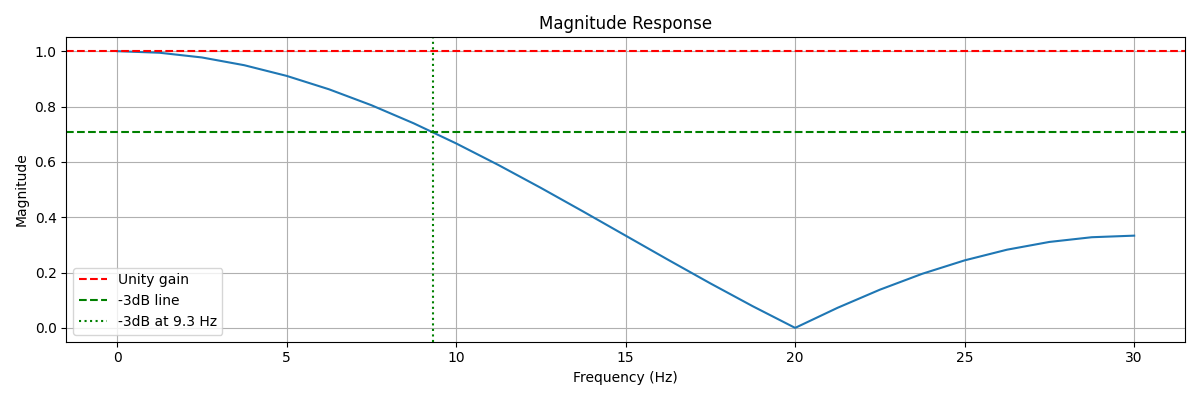 Magnitude Response
Magnitude
1.0
0.8
0.6
0.4
0.2
0.0
Unity gain
-3dB line
-3dB at 9.3 Hz
0 5 10 15 20 25 30
Frequency (Hz)